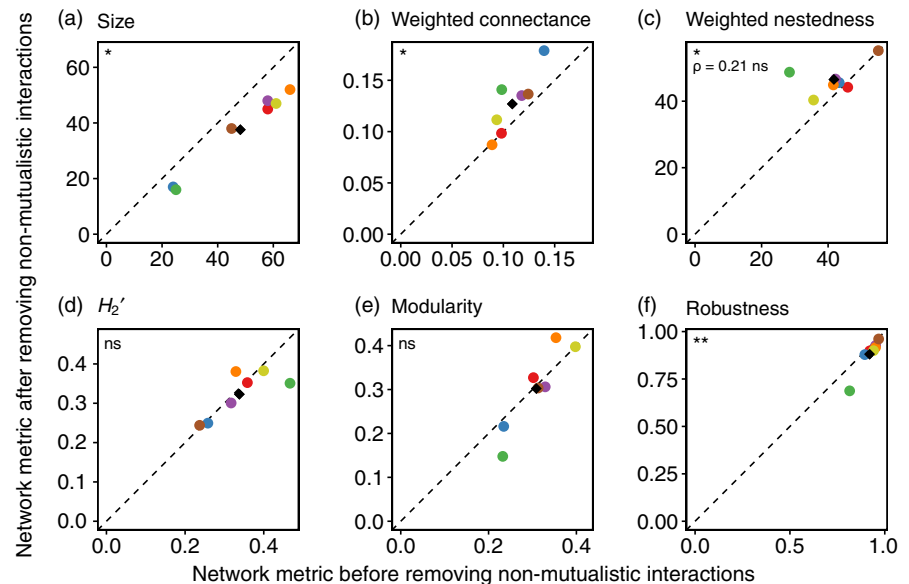 Network metric after removing non-mutualistic interactions
(a) Size
*
60
40
20
0
0 20 40 60
(b) Weighted connectance
*
0.15
0.10
0.05
0.00
0.00 0.05 0.10 0.15
(c) Weighted nestedness
*
ρ = 0.21 ns
40
20
0
0 20 40
(d) H₂′
ns
0.4
0.3
0.2
0.1
0.0
0.0 0.2 0.4
(e) Modularity
ns
0.4
0.3
0.2
0.1
0.0
0.0 0.2 0.4
(f) Robustness
**
1.00
0.75
0.50
0.25
0.00
0.0 0.5 1.0
Network metric before removing non-mutualistic interactions